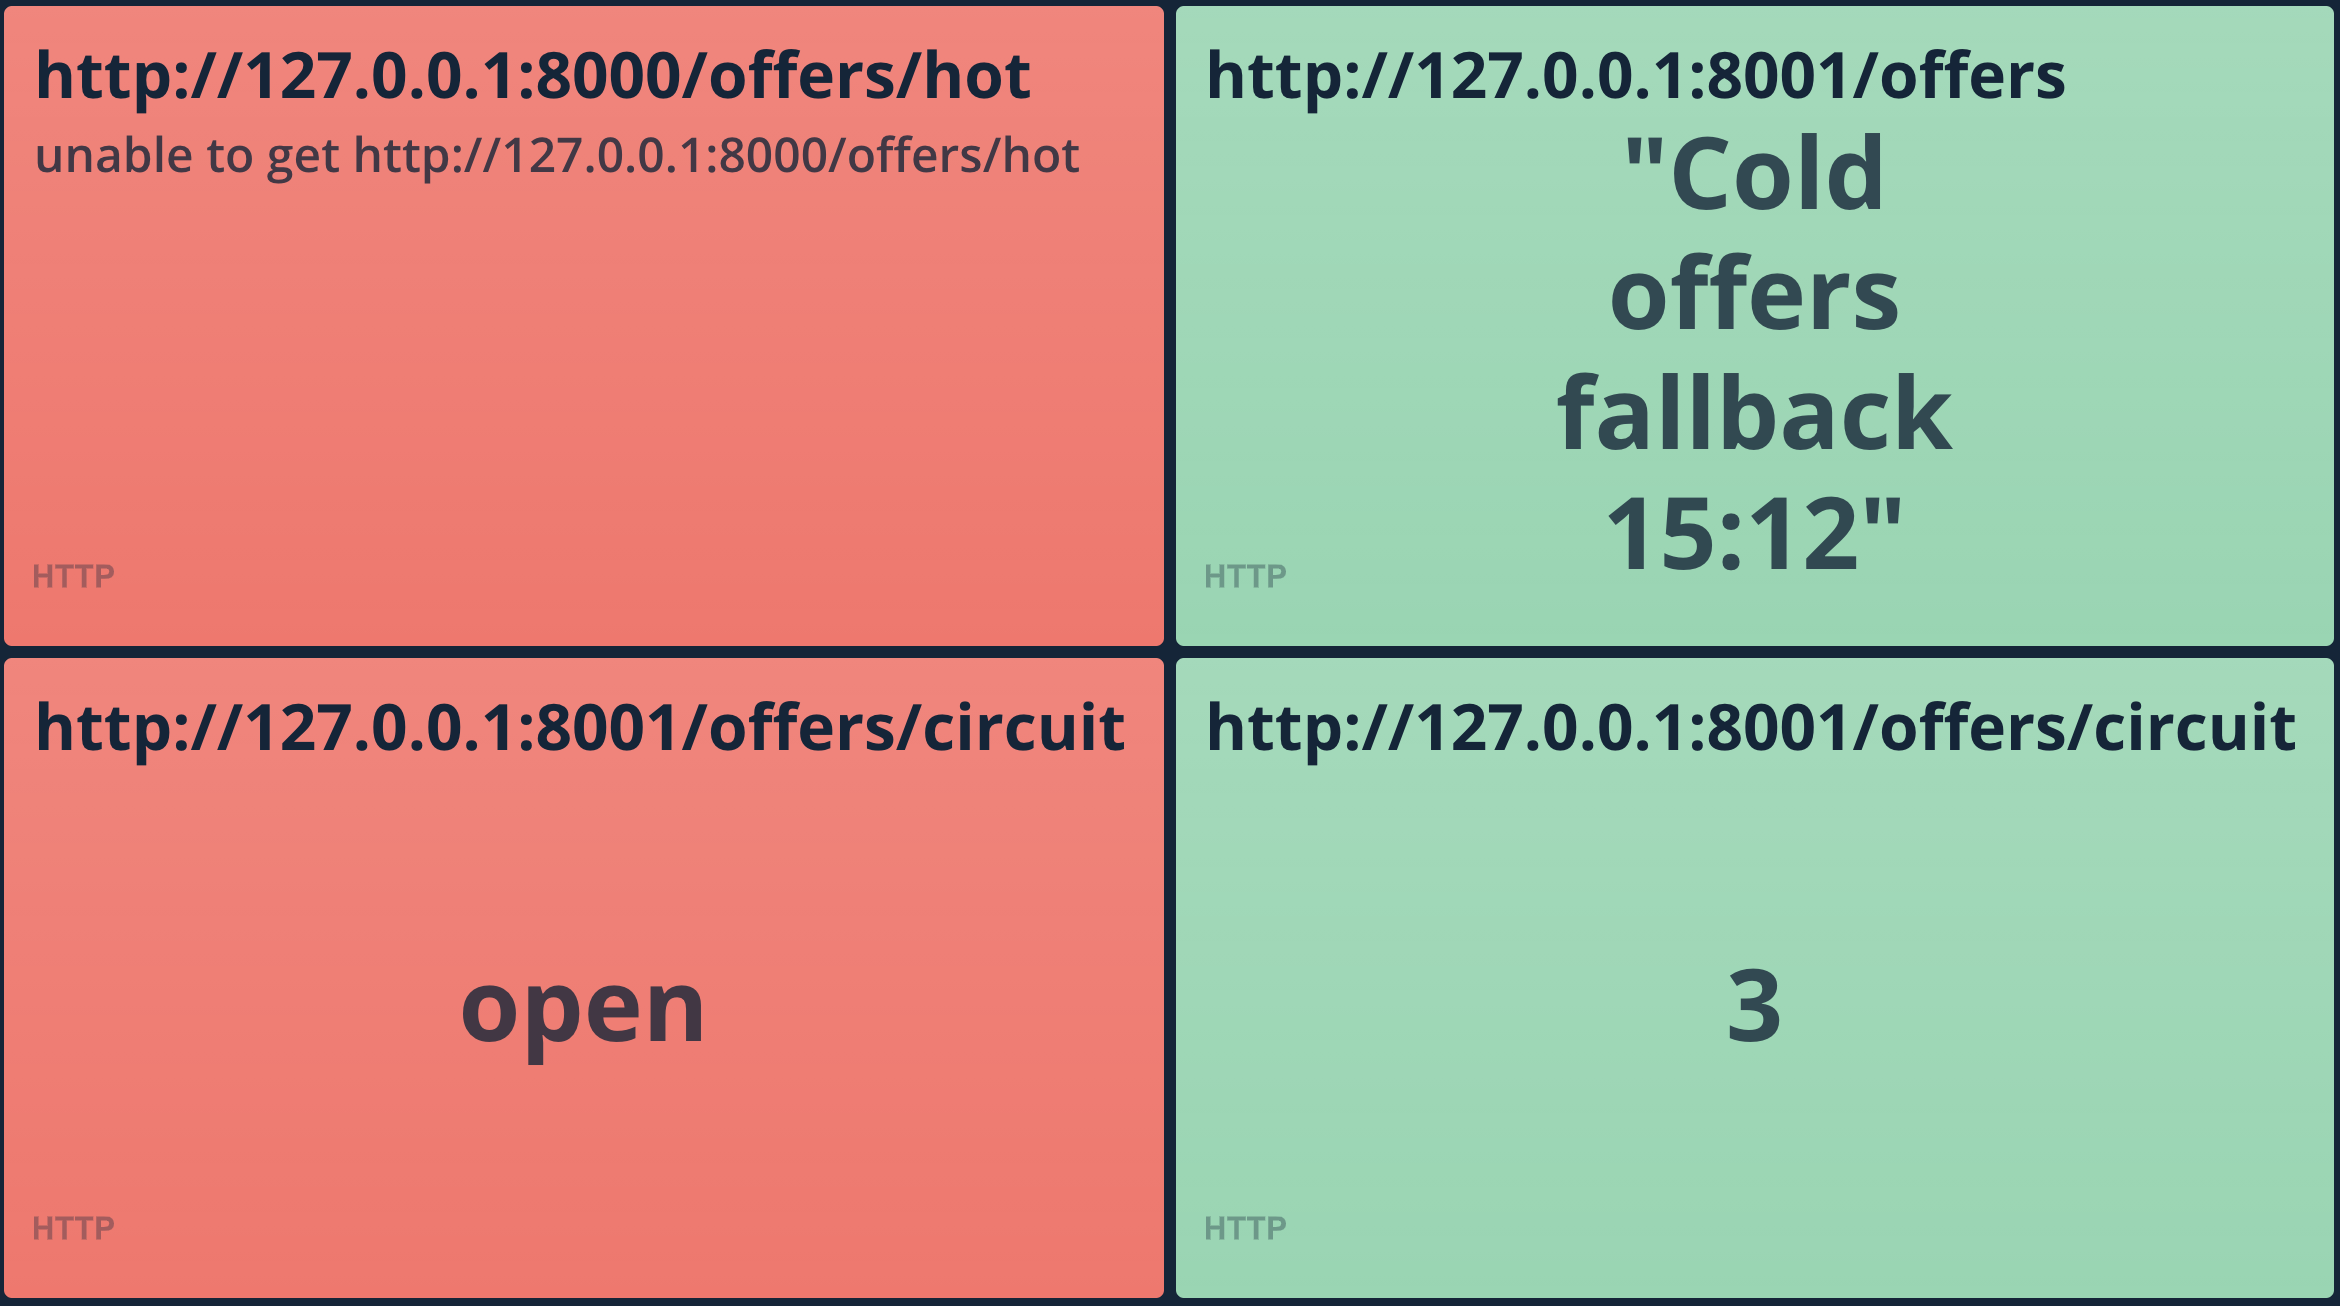 http://127.0.0.1:8000/offers/hot
unable to get http://127.0.0.1:8000/offers/hot
HTTP
http://127.0.0.1:8001/offers
"Cold
offers
fallback
15:12"
HTTP
http://127.0.0.1:8001/offers/circuit
open
HTTP
http://127.0.0.1:8001/offers/circuit
3
HTTP